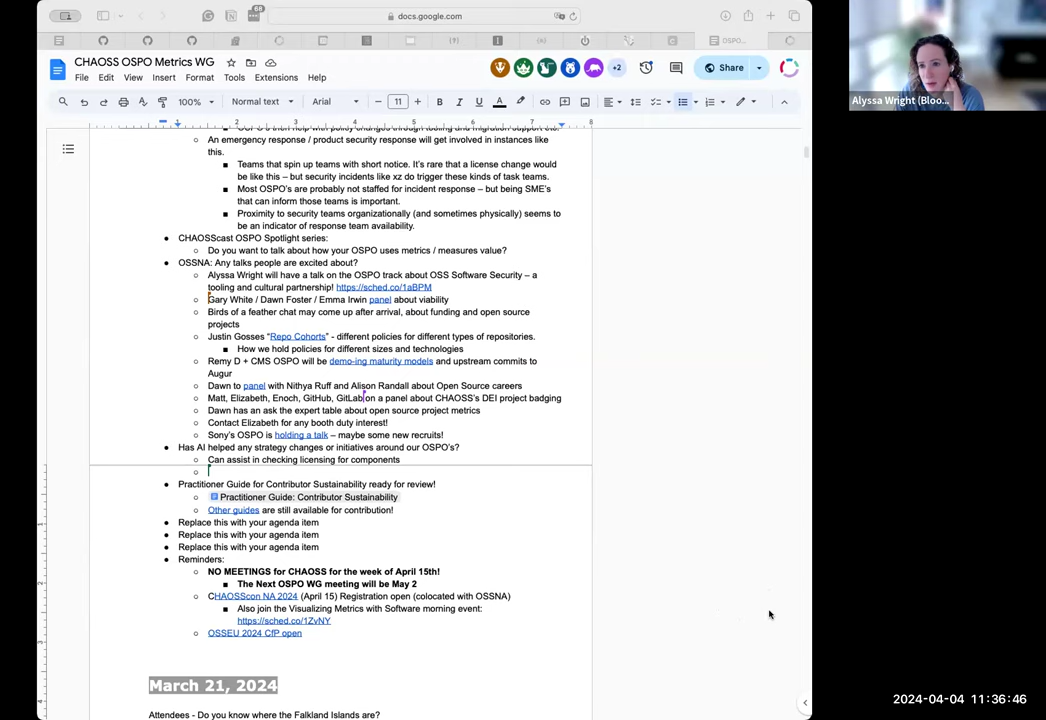 68
docs.google.com
OSPO...
CHAOSS OSPO Metrics WG
File Edit View Insert Format Tools Extensions Help
+2
Share
100%
Normal text
Arial
11
1 2 3 4 5 6 7 8
An emergency response / product security response will get involved in instances like
this.
Teams that spin up teams with short notice. It's rare that a license change would
be like this – but security incidents like xz do trigger these kinds of task teams.
Most OSPO's are probably not staffed for incident response – but being SME's
that can inform those teams is important.
Proximity to security teams organizationally (and sometimes physically) seems to
be an indicator of response team availability.
CHAOSScast OSPO Spotlight series:
Do you want to talk about how your OSPO uses metrics / measures value?
OSSNA: Any talks people are excited about?
Alyssa Wright will have a talk on the OSPO track about OSS Software Security – a
tooling and cultural partnership! https://sched.co/1aBPM
Gary White / Dawn Foster / Emma Irwin panel about viability
Birds of a feather chat may come up after arrival, about funding and open source
projects
Justin Gosses "Repo Cohorts" - different policies for different types of repositories.
How we hold policies for different sizes and technologies
Remy D + CMS OSPO will be demo-ing maturity models and upstream commits to
Augur
Dawn to panel with Nithya Ruff and Alison Randall about Open Source careers
Matt, Elizabeth, Enoch, GitHub, GitLab on a panel about CHAOSS's DEI project badging
Dawn has an ask the expert table about open source project metrics
Contact Elizabeth for any booth duty interest!
Sony's OSPO is holding a talk – maybe some new recruits!
Has AI helped any strategy changes or initiatives around our OSPO's?
Can assist in checking licensing for components
Practitioner Guide for Contributor Sustainability ready for review!
Practitioner Guide: Contributor Sustainability
Other guides are still available for contribution!
Replace this with your agenda item
Replace this with your agenda item
Replace this with your agenda item
Reminders:
NO MEETINGS for CHAOSS for the week of April 15th!
The Next OSPO WG meeting will be May 2
CHAOSScon NA 2024 (April 15) Registration open (colocated with OSSNA)
Also join the Visualizing Metrics with Software morning event:
https://sched.co/1ZvNY
OSSEU 2024 CfP open
March 21, 2024
Attendees - Do you know where the Falkland Islands are?
Alyssa Wright (Bloo...
2024-04-04 11:36:46